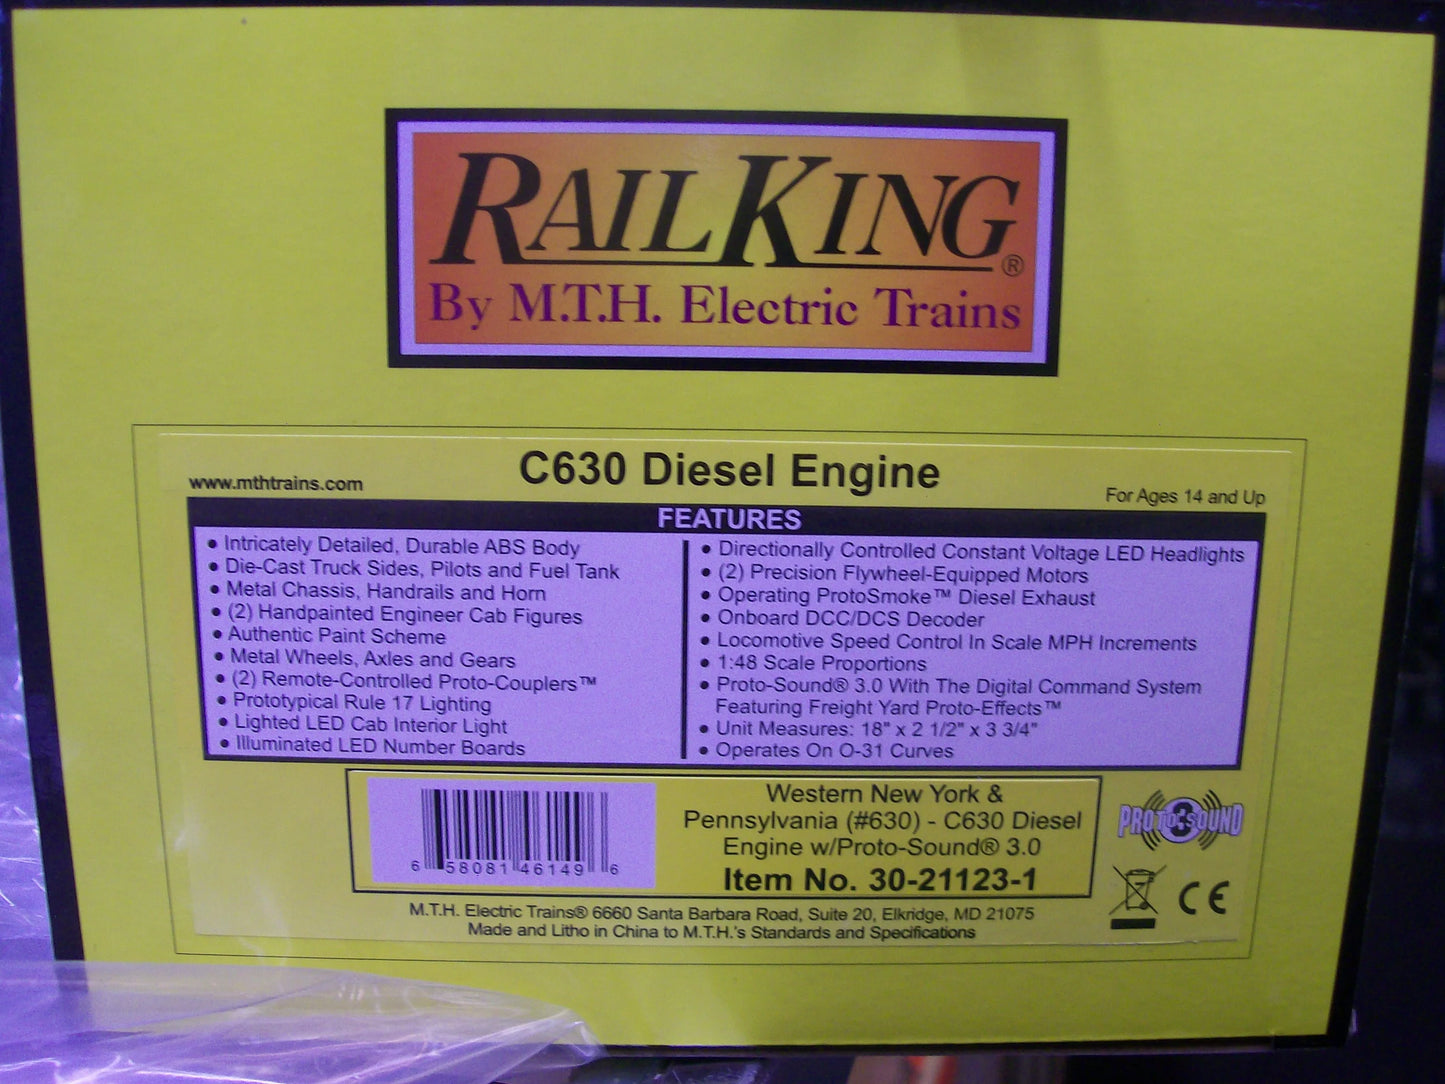 RAILKING®
By M.T.H. Electric Trains
C630 Diesel Engine
www.mthtrains.com
For Ages 14 and Up
FEATURES
• Intricately Detailed, Durable ABS Body
• Die-Cast Truck Sides, Pilots and Fuel Tank
• Metal Chassis, Handrails and Horn
• (2) Handpainted Engineer Cab Figures
• Authentic Paint Scheme
• Metal Wheels, Axles and Gears
• (2) Remote-Controlled Proto-Couplers™
• Prototypical Rule 17 Lighting
• Lighted LED Cab Interior Light
• Illuminated LED Number Boards
• Directionally Controlled Constant Voltage LED Headlights
• (2) Precision Flywheel-Equipped Motors
• Operating ProtoSmoke™ Diesel Exhaust
• Onboard DCC/DCS Decoder
• Locomotive Speed Control In Scale MPH Increments
• 1:48 Scale Proportions
• Proto-Sound® 3.0 With The Digital Command System
Featuring Freight Yard Proto-Effects™
• Unit Measures: 18" x 2 1/2" x 3 3/4"
• Operates On O-31 Curves
6 58081 46149 6
Western New York &
Pennsylvania (#630) - C630 Diesel
Engine w/Proto-Sound® 3.0
Item No. 30-21123-1
PROTO 3 SOUND
CE
M.T.H. Electric Trains® 6660 Santa Barbara Road, Suite 20, Elkridge, MD 21075
Made and Litho in China to M.T.H.'s Standards and Specifications